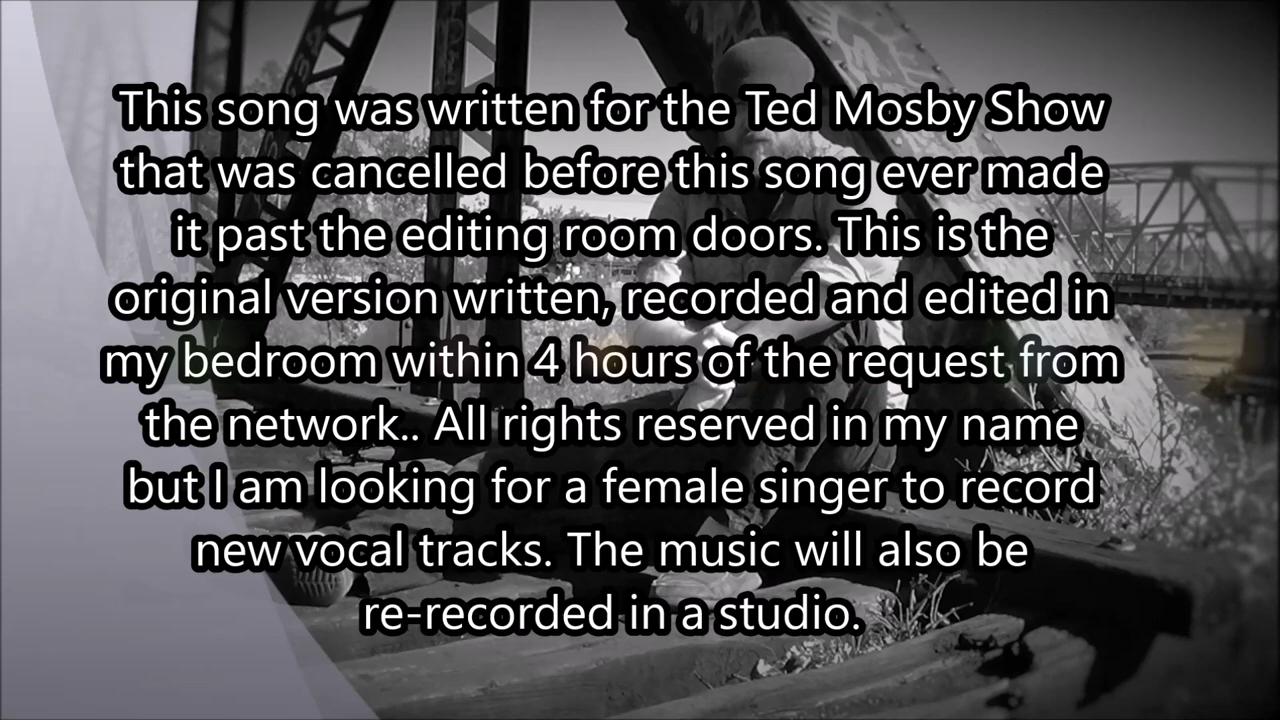 This song was written for the Ted Mosby Show
that was cancelled before this song ever made
it past the editing room doors. This is the
original version written, recorded and edited in
my bedroom within 4 hours of the request from
the network.. All rights reserved in my name
but I am looking for a female singer to record
new vocal tracks. The music will also be
re-recorded in a studio.